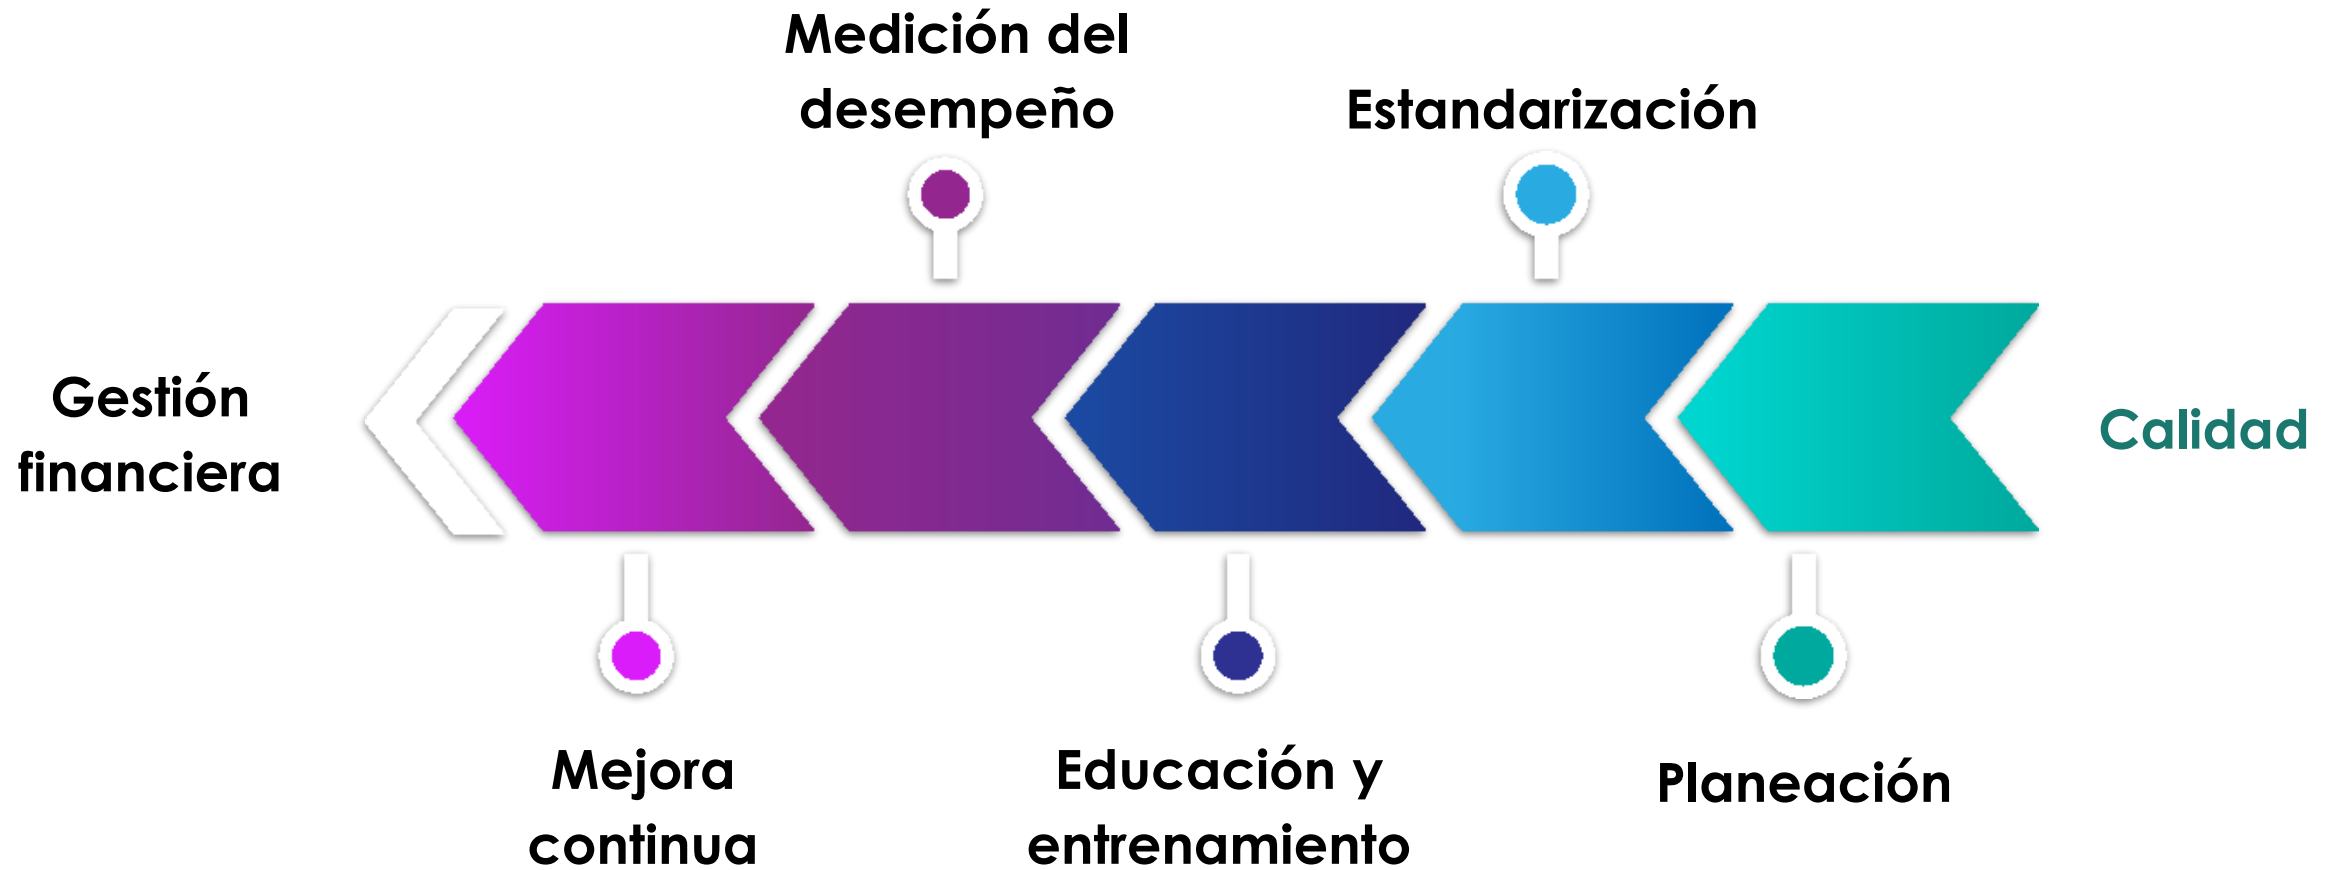 Medición del
desempeño
Estandarización
Gestión
financiera
Calidad
Mejora
continua
Educación y
entrenamiento
Planeación